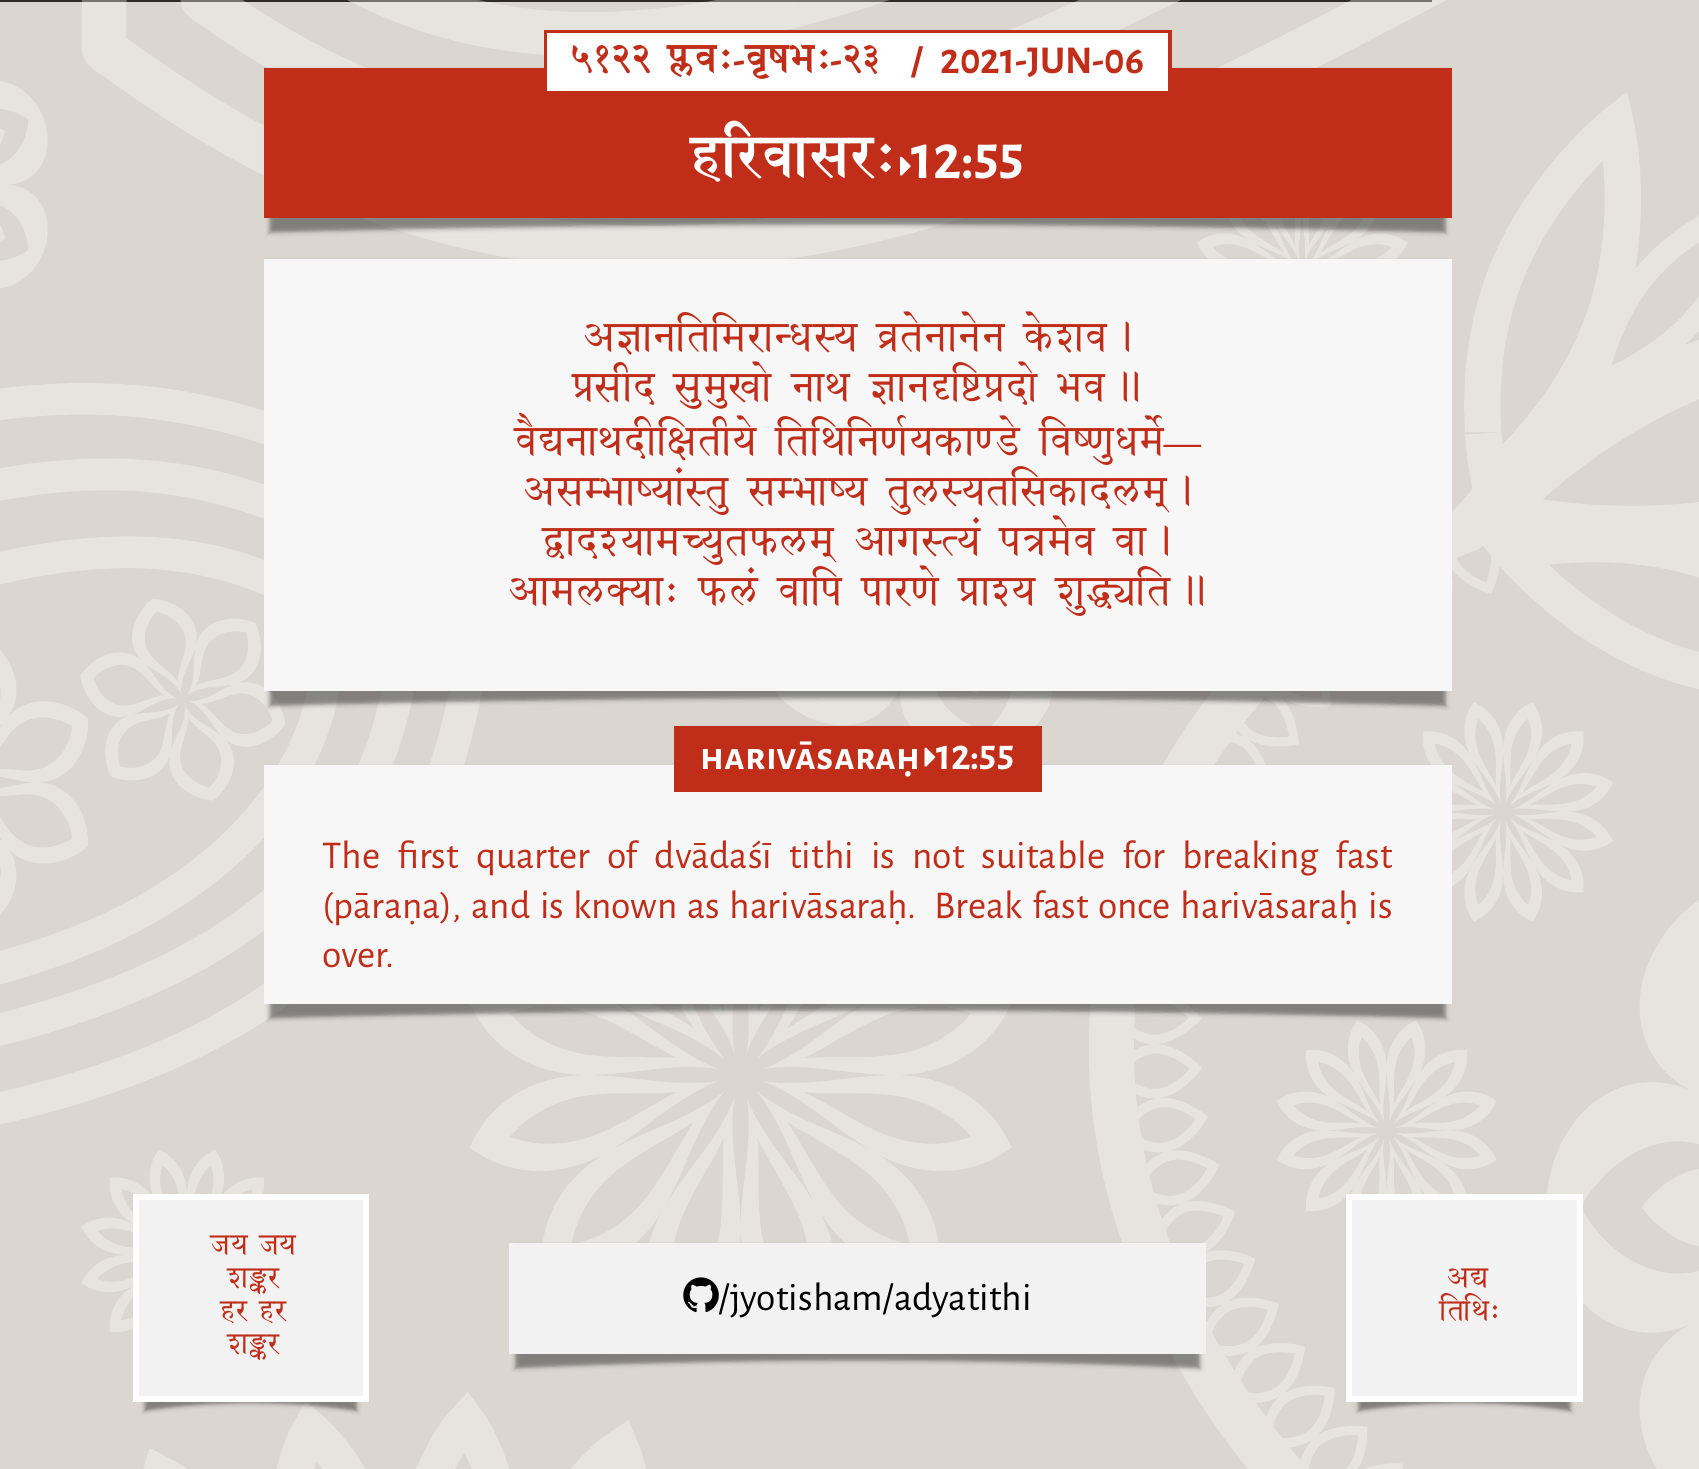 ५१२२ प्लवः-वृषभः-२३ / 2021-JUN-06
हरिवासरः▸12:55
अज्ञानतिमिरान्धस्य व्रतेनानेन केशव ।
प्रसीद सुमुखो नाथ ज्ञानदृष्टिप्रदो भव ॥
वैद्यनाथदीक्षितीये तिथिनिर्णयकाण्डे विष्णुधर्मे—
असम्भाष्यांस्तु सम्भाष्य तुलस्यतसिकादलम् ।
द्वादश्यामच्युतफलम् आगस्त्यं पत्रमेव वा ।
आमलक्याः फलं वापि पारणे प्राश्य शुद्ध्यति ॥
HARIVĀSARAḤ▸12:55
The first quarter of dvādaśī tithi is not suitable for breaking fast
(pāraṇa), and is known as harivāsaraḥ. Break fast once harivāsaraḥ is
over.
जय जय
शङ्कर
हर हर
शङ्कर
/jyotisham/adyatithi
अद्य
तिथिः